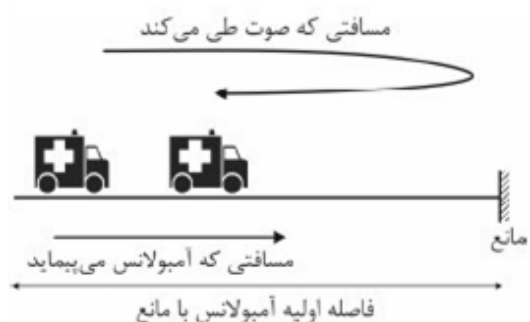 مسافتی که صوت طی می‌کند
مانع
مسافتی که آمبولانس می‌پیماید
فاصله اولیه آمبولانس با مانع